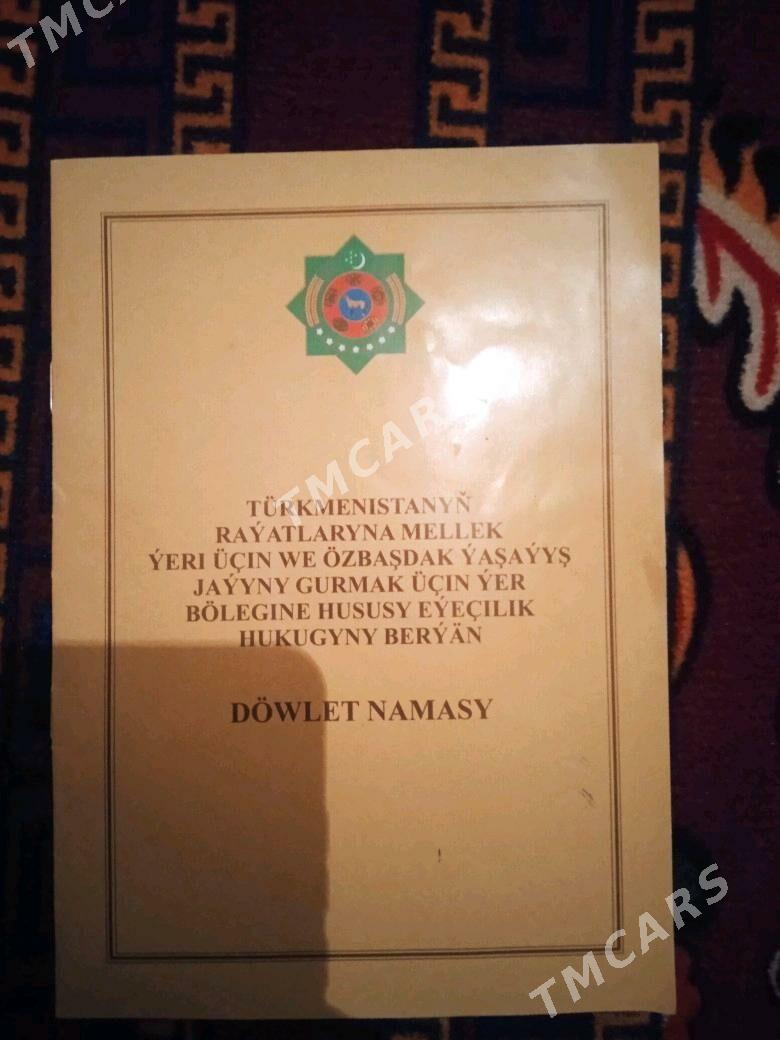 TMCARS
TÜRKMENISTANYŇ
RAÝATLARYNA MELLEK
ÝERI ÜÇIN WE ÖZBAŞDAK ÝAŞAÝYŞ
JAÝYNY GURMAK ÜÇIN ÝER
BÖLEGINE HUSUSY EÝEÇILIK
HUKUGYNY BERÝÄN
DÖWLET NAMASY
TMCARS